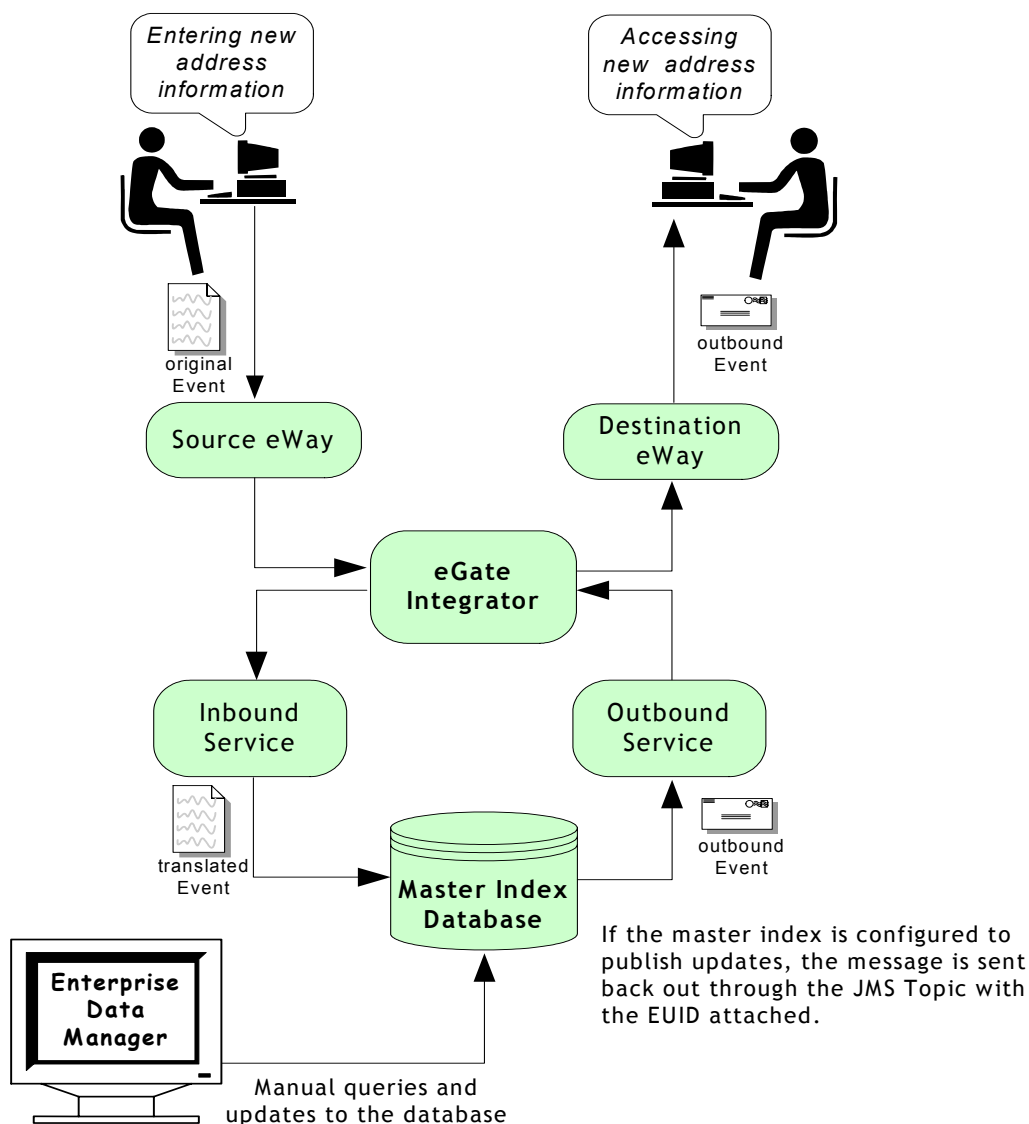 Entering new
address
information
Accessing
new address
information
original
Event
outbound
Event
Source eWay
Destination
eWay
eGate
Integrator
Inbound
Service
Outbound
Service
translated
Event
outbound
Event
Master Index
Database
If the master index is configured to
publish updates, the message is sent
back out through the JMS Topic with
the EUID attached.
Enterprise
Data
Manager
Manual queries and
updates to the database